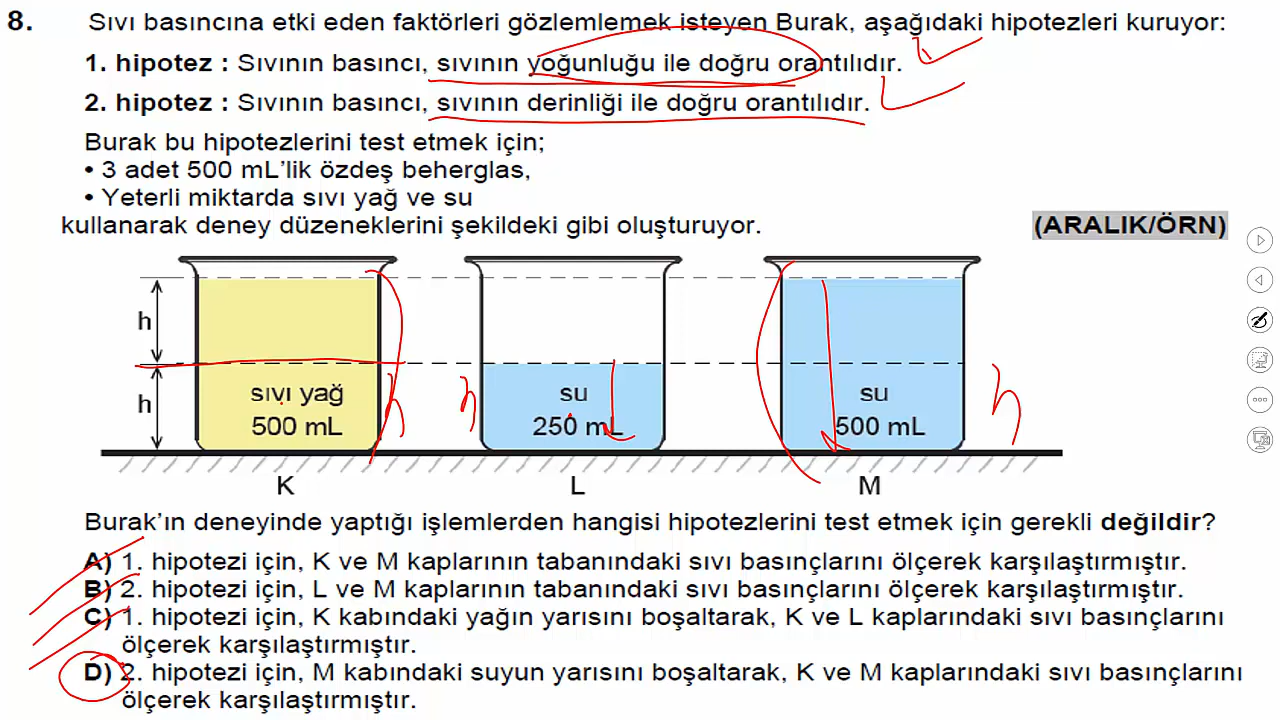 8. Sıvı basıncına etki eden faktörleri gözlemlemek isteyen Burak, aşağıdaki hipotezleri kuruyor:
1. hipotez : Sıvının basıncı, sıvının yoğunluğu ile doğru orantılıdır.
2. hipotez : Sıvının basıncı, sıvının derinliği ile doğru orantılıdır.
Burak bu hipotezlerini test etmek için;
• 3 adet 500 mL’lik özdeş beherglas,
• Yeterli miktarda sıvı yağ ve su
kullanarak deney düzeneklerini şekildeki gibi oluşturuyor.
(ARALIK/ÖRN)
h
h
sıvı yağ
500 mL
h
K
h
su
250 mL
L
su
500 mL
h
M
Burak’ın deneyinde yaptığı işlemlerden hangisi hipotezlerini test etmek için gerekli değildir?
A) 1. hipotezi için, K ve M kaplarının tabanındaki sıvı basınçlarını ölçerek karşılaştırmıştır.
B) 2. hipotezi için, L ve M kaplarının tabanındaki sıvı basınçlarını ölçerek karşılaştırmıştır.
C) 1. hipotezi için, K kabındaki yağın yarısını boşaltarak, K ve L kaplarındaki sıvı basınçlarını
ölçerek karşılaştırmıştır.
D) 2. hipotezi için, M kabındaki suyun yarısını boşaltarak, K ve M kaplarındaki sıvı basınçlarını
ölçerek karşılaştırmıştır.